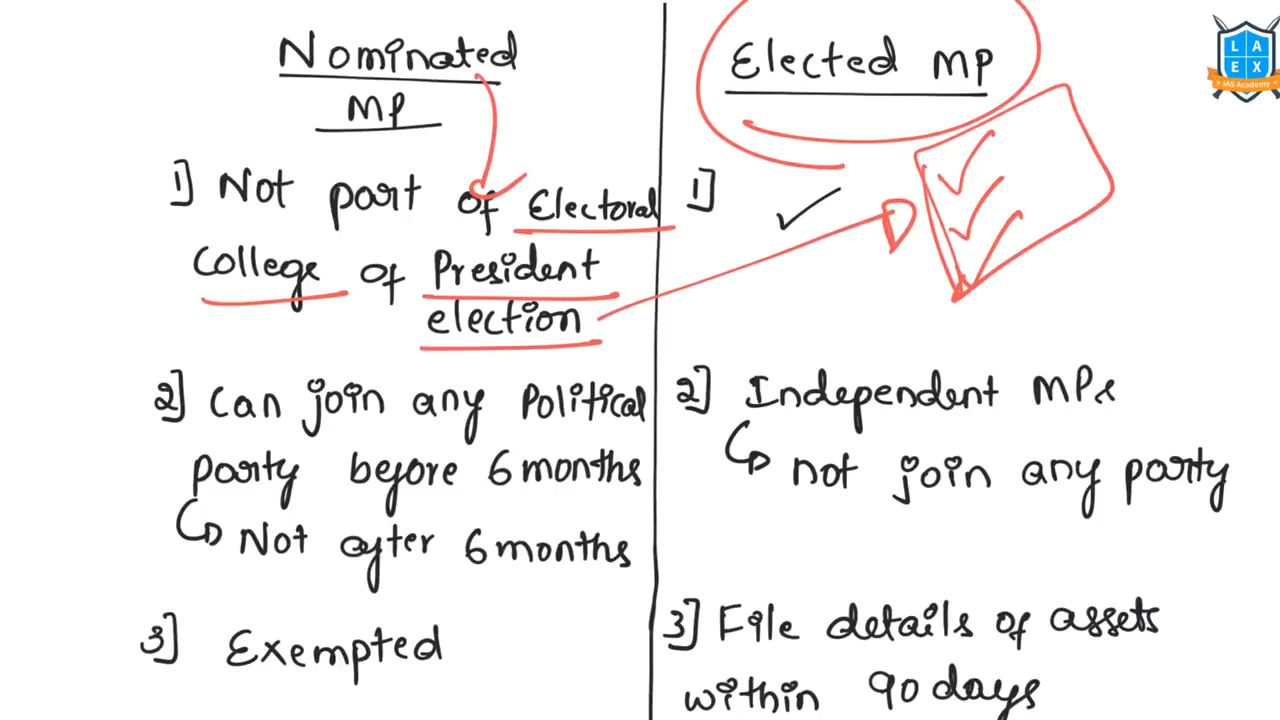 Nominated
MP
1] Not part of Electoral
College of President
election
2] Can join any Political
party before 6 months
Not after 6 months
3] Exempted
Elected MP
1]
2] Independent MPs
not join any party
3] File details of assets
within 90 days
L A
E X
IAS Academy